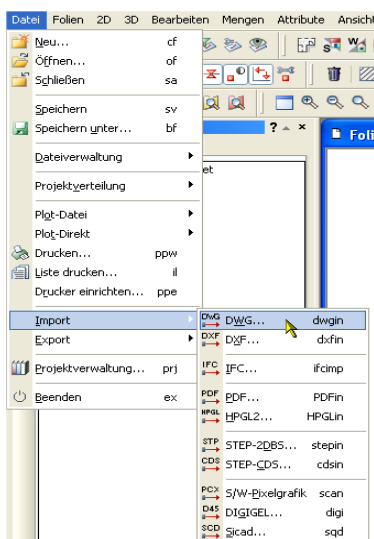 Datei Folien 2D 3D Bearbeiten Mengen Attribute Ansicht
Neu... cf
Öffnen... of
Schließen sa
Speichern sv
Speichern unter... bf
? 
Foli
Dateiverwaltung
et
Projektverteilung
Plot-Datei
Plot-Direkt
Drucken... ppw
Liste drucken... il
Drucker einrichten... ppe
Import
DWG DWG... dwgin
Export
DXF DXF... dxfin
Projektverwaltung... prj
IFC IFC... ifcimp
Beenden ex
PDF PDF... PDFin
HPGL HPGL2... HPGLin
STP STEP-2DBS... stepin
CDS STEP-CDS... cdsin
PCX S/W-Pixelgrafik scan
D45 DIGIGEL... digi
SCD Sicad... sqd